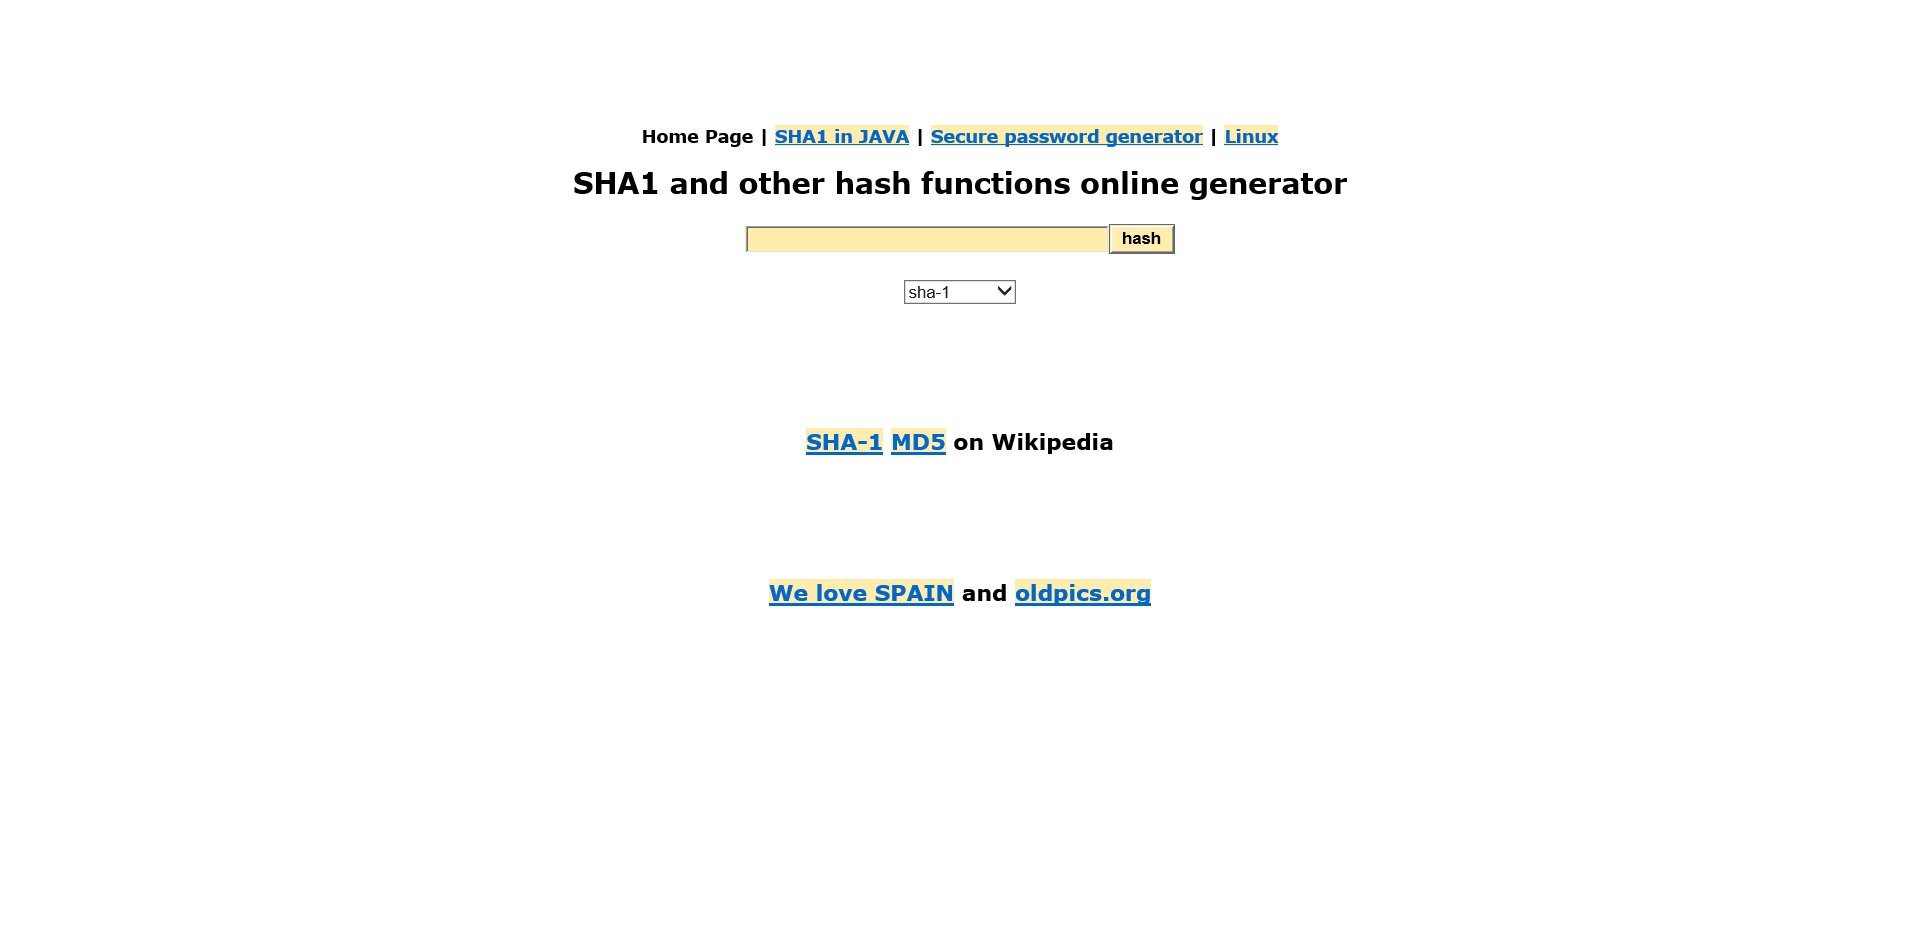 Home Page | SHA1 in JAVA | Secure password generator | Linux
SHA1 and other hash functions online generator
hash
sha-1
SHA-1 MD5 on Wikipedia
We love SPAIN and oldpics.org